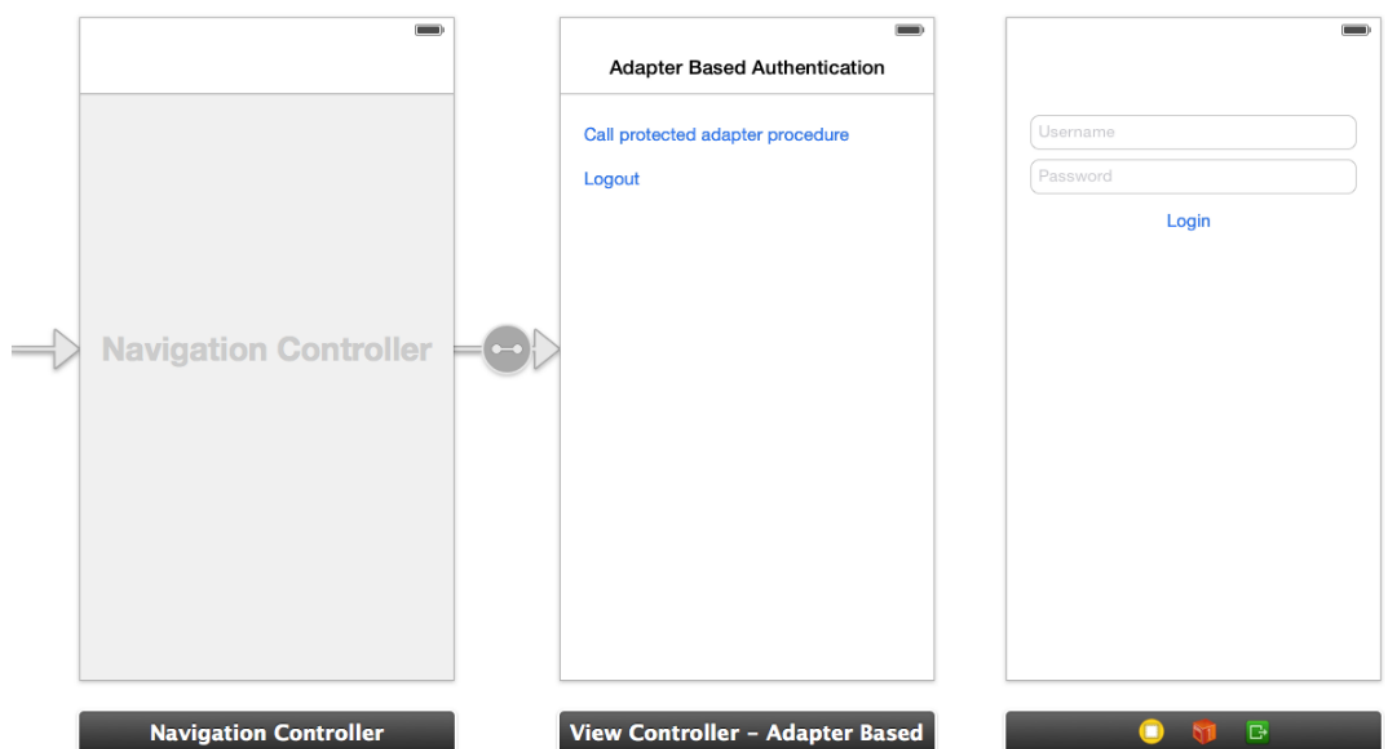 Navigation Controller
Navigation Controller
Adapter Based Authentication
Call protected adapter procedure
Logout
View Controller – Adapter Based
Username
Password
Login